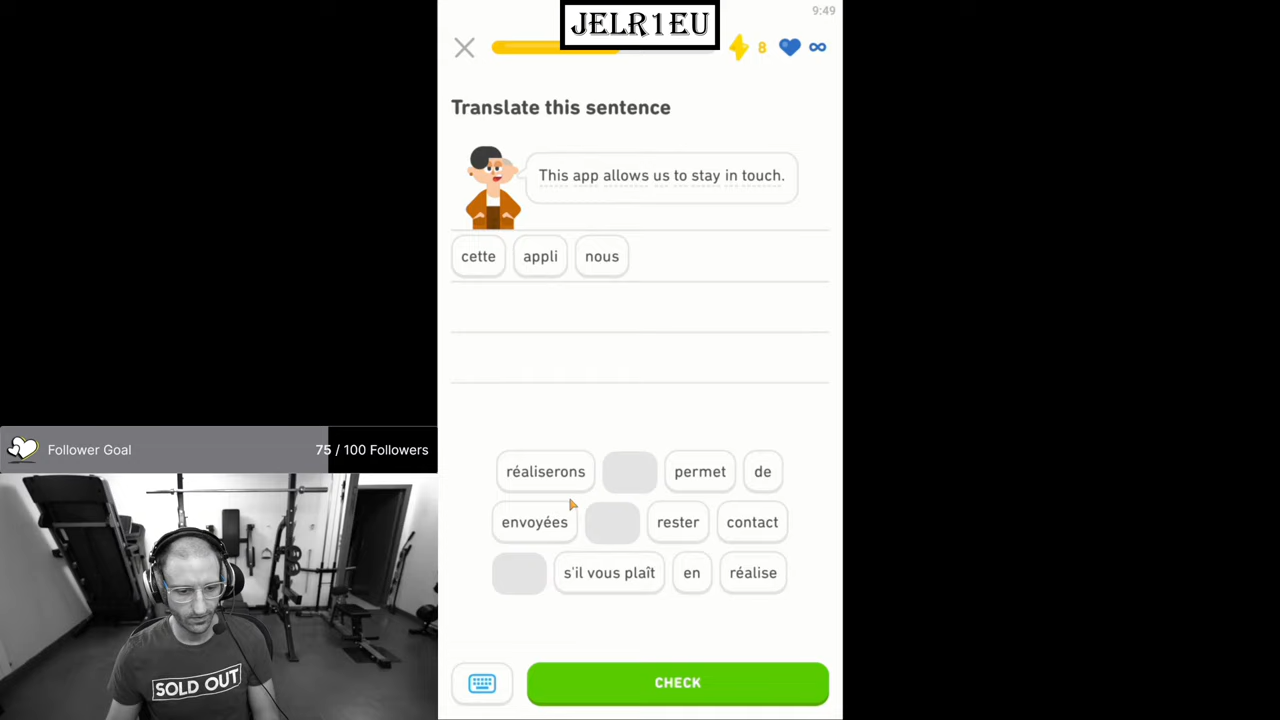 JELR1EU
9:49
8 ∞
Translate this sentence
This app allows us to stay in touch.
cette appli nous
réaliserons permet de
envoyées rester contact
s'il vous plaît en réalise
CHECK
Follower Goal 75 / 100 Followers
SOLD OUT